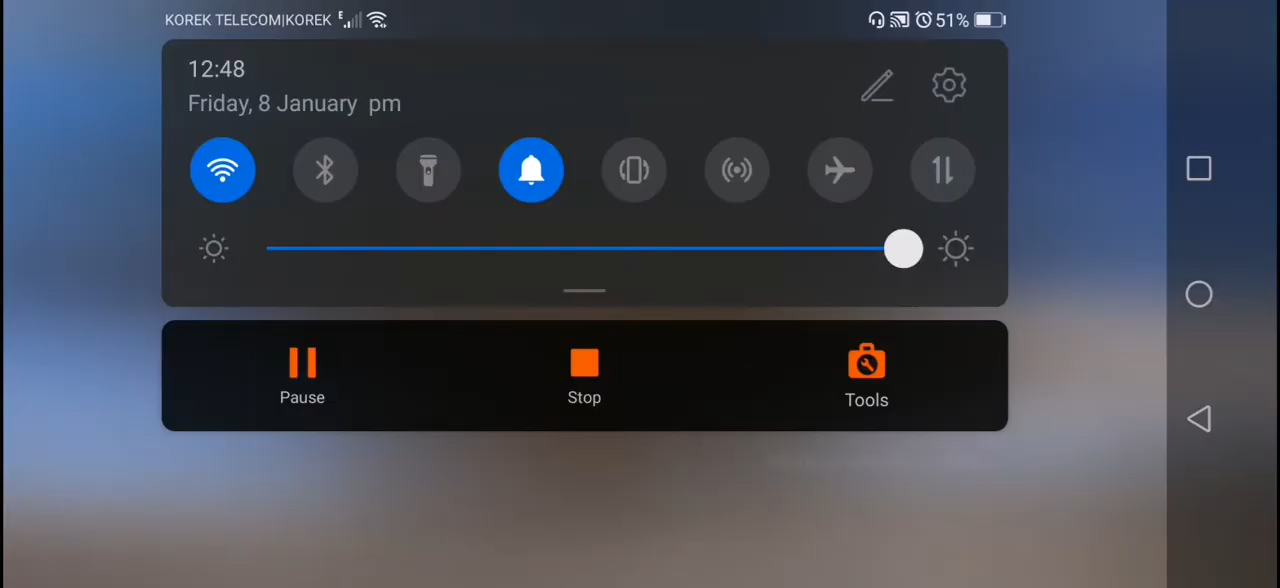 KOREK TELECOM|KOREK E 51%
12:48
Friday, 8 January pm
Pause Stop Tools